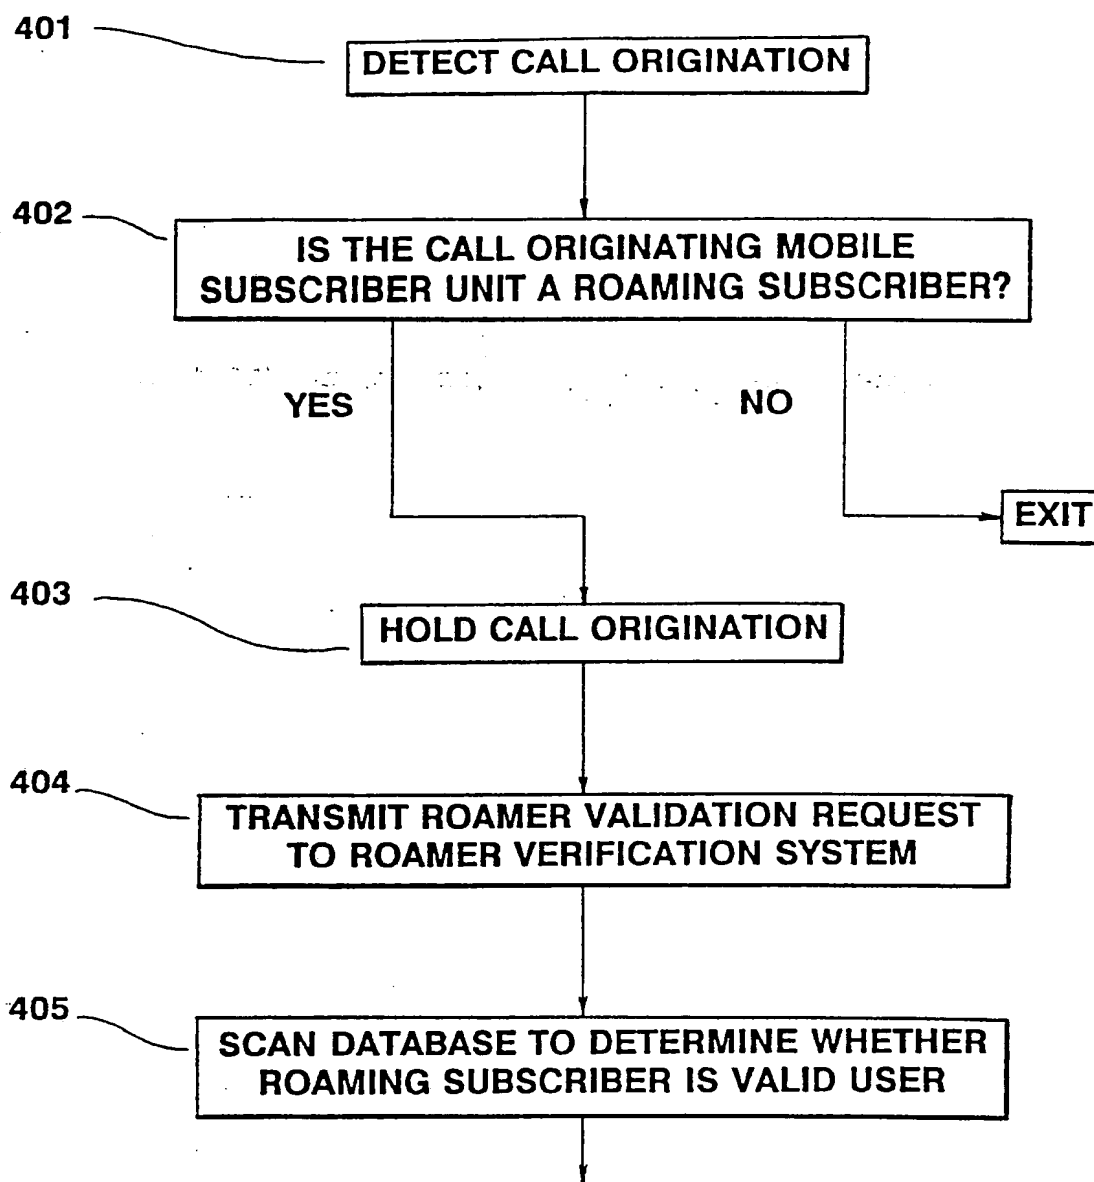 401
DETECT CALL ORIGINATION
402
IS THE CALL ORIGINATING MOBILE
SUBSCRIBER UNIT A ROAMING SUBSCRIBER?
YES
NO
EXIT
403
HOLD CALL ORIGINATION
404
TRANSMIT ROAMER VALIDATION REQUEST
TO ROAMER VERIFICATION SYSTEM
405
SCAN DATABASE TO DETERMINE WHETHER
ROAMING SUBSCRIBER IS VALID USER